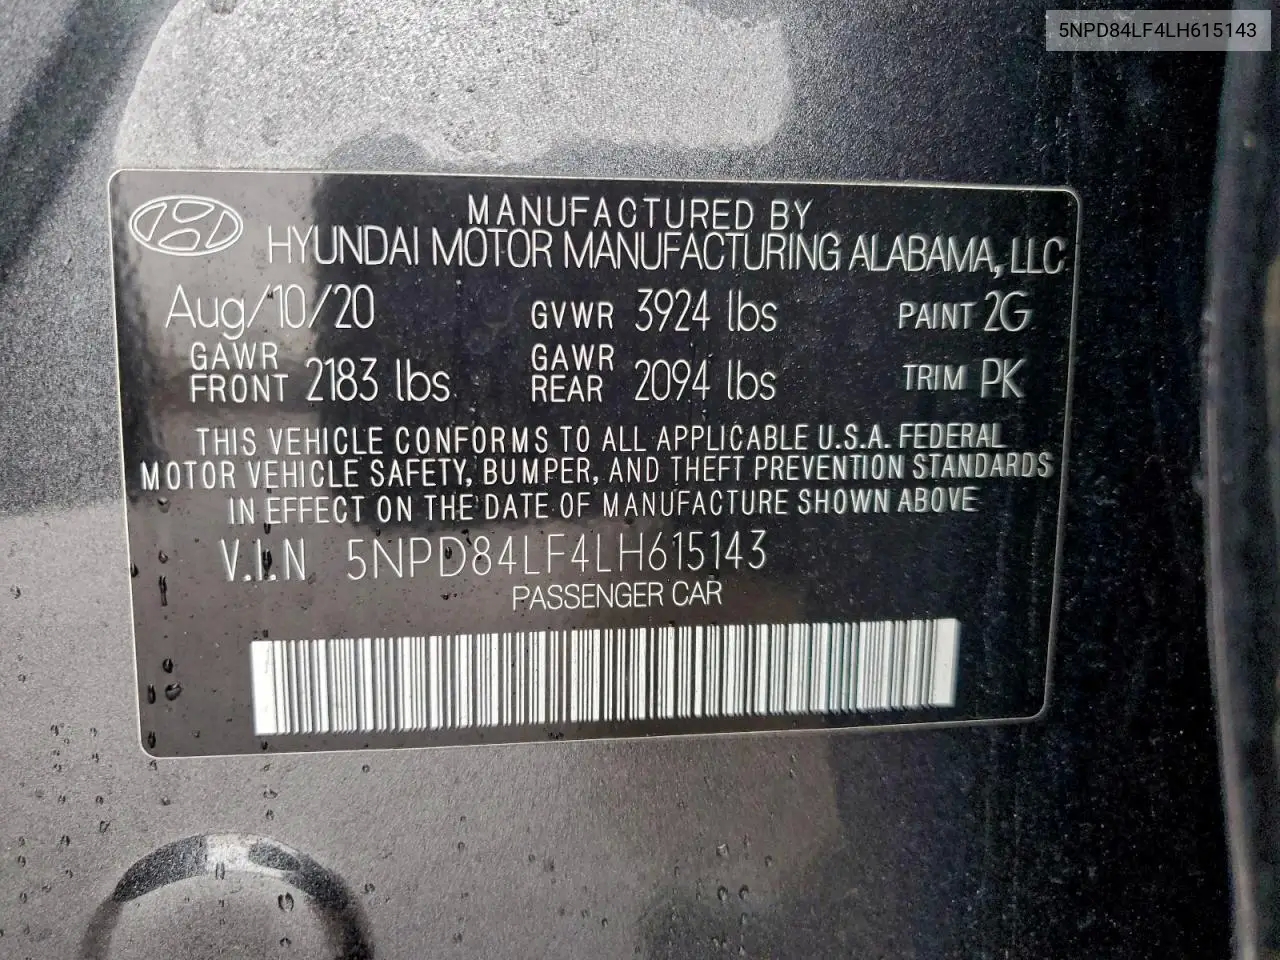 5NPD84LF4LH615143
MANUFACTURED BY
HYUNDAI MOTOR MANUFACTURING ALABAMA, LLC
Aug/10/20 GVWR 3924 lbs PAINT 2G
GAWR FRONT 2183 lbs GAWR REAR 2094 lbs TRIM PK
THIS VEHICLE CONFORMS TO ALL APPLICABLE U.S.A. FEDERAL
MOTOR VEHICLE SAFETY, BUMPER, AND THEFT PREVENTION STANDARDS
IN EFFECT ON THE DATE OF MANUFACTURE SHOWN ABOVE
V.I.N 5NPD84LF4LH615143
PASSENGER CAR